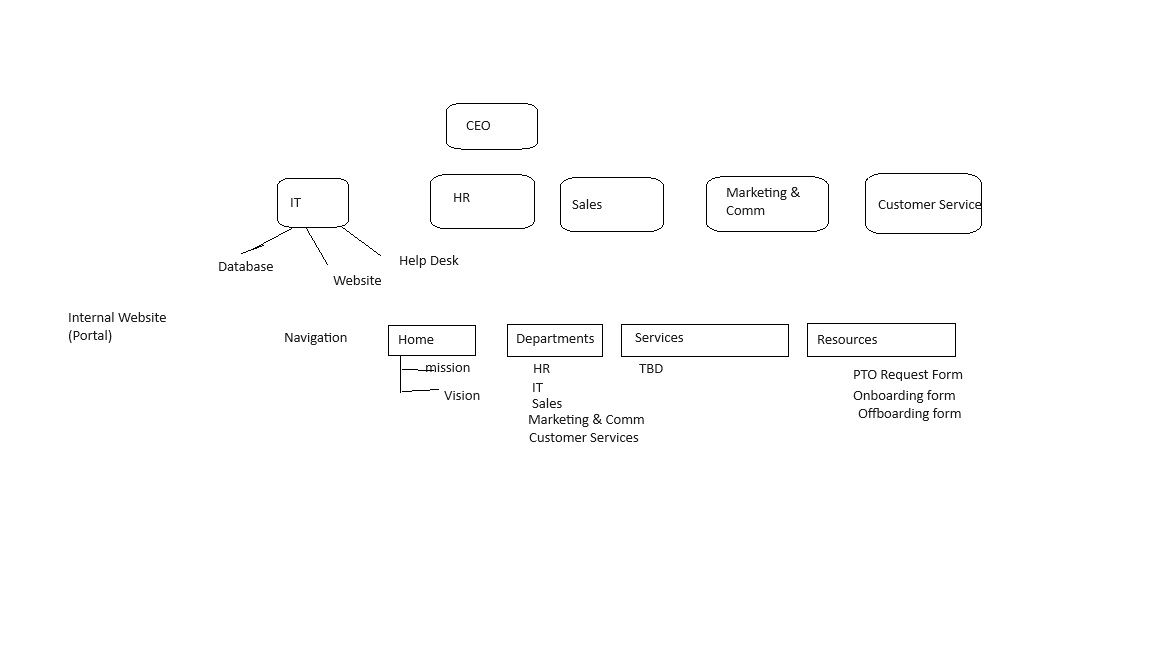 CEO
IT
HR
Sales
Marketing &
Comm
Customer Service
Database
Website
Help Desk
Internal Website
(Portal)
Navigation
Home
Departments
Services
Resources
mission
Vision
HR
IT
Sales
Marketing & Comm
Customer Services
TBD
PTO Request Form
Onboarding form
Offboarding form